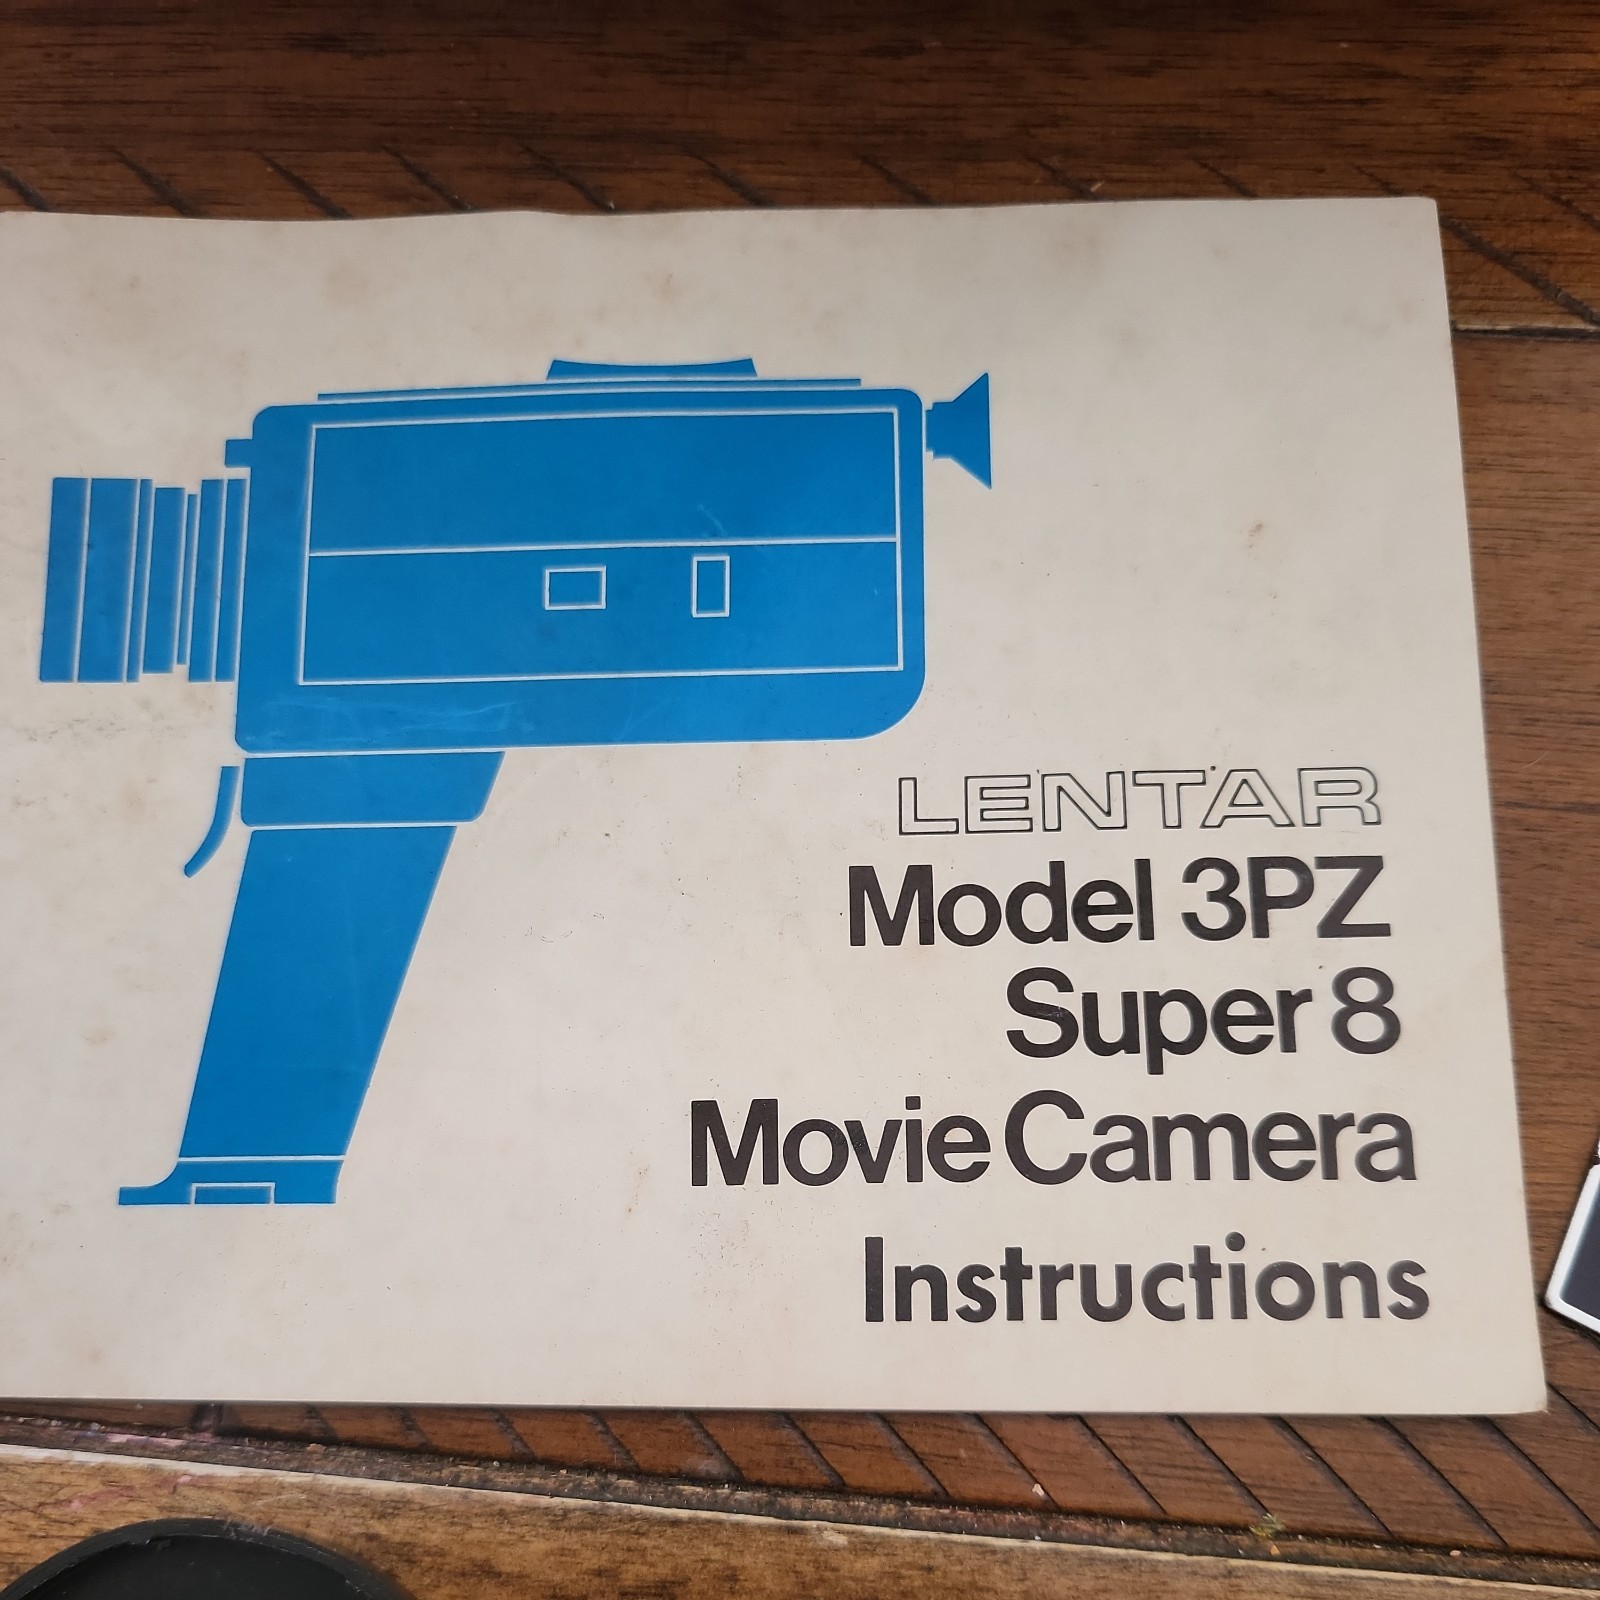 LENTAR
Model 3PZ
Super 8
Movie Camera
Instructions